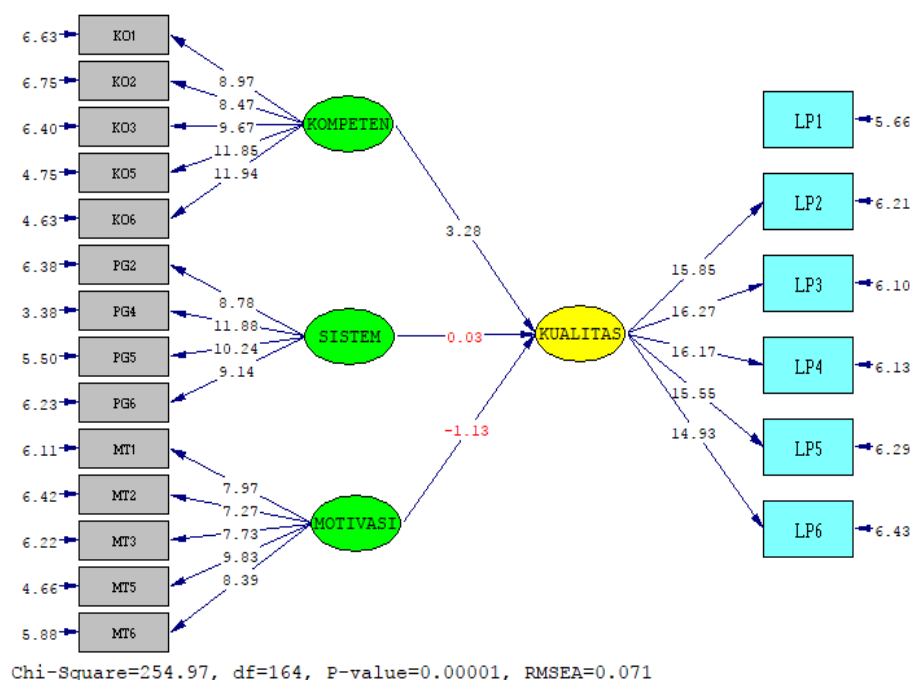 6.63 KO1
8.97
6.75 KO2
8.47
6.40 KO3
9.67
4.75 KO5
11.85
4.63 KO6
11.94
KOMPETEN
3.28
6.38 PG2
8.78
3.38 PG4
11.88
5.50 PG5
10.24
6.23 PG6
9.14
SISTEM
0.03
6.11 MT1
7.97
6.42 MT2
7.27
6.22 MT3
7.73
4.66 MT5
9.83
5.88 MT6
8.39
MOTIVASI
-1.13
KUALITAS
LP1 5.66
15.85
LP2 6.21
16.27
LP3 6.10
16.17
LP4 6.13
15.55
LP5 6.29
14.93
LP6 6.43
Chi-Square=254.97, df=164, P-value=0.00001, RMSEA=0.071